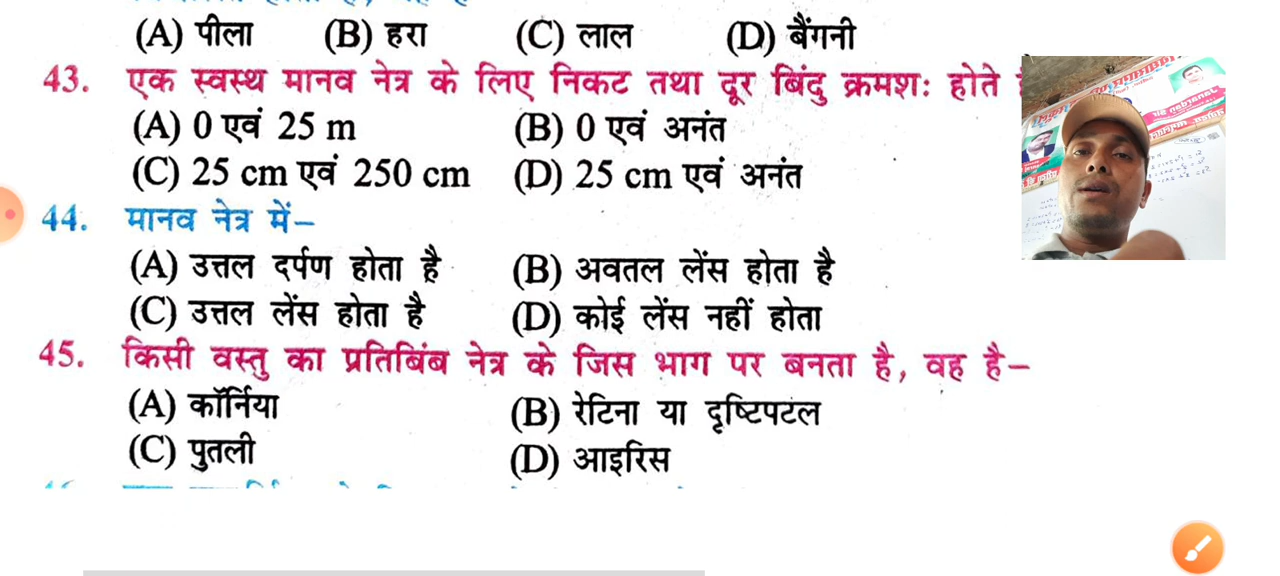 (A) पीला (B) हरा (C) लाल (D) बैंगनी
43. एक स्वस्थ मानव नेत्र के लिए निकट तथा दूर बिंदु क्रमशः होते
(A) 0 एवं 25 m (B) 0 एवं अनंत
(C) 25 cm एवं 250 cm (D) 25 cm एवं अनंत
44. मानव नेत्र में–
(A) उत्तल दर्पण होता है (B) अवतल लेंस होता है
(C) उत्तल लेंस होता है (D) कोई लेंस नहीं होता
45. किसी वस्तु का प्रतिबिंब नेत्र के जिस भाग पर बनता है, वह है–
(A) कॉर्निया (B) रेटिना या दृष्टिपटल
(C) पुतली (D) आइरिस